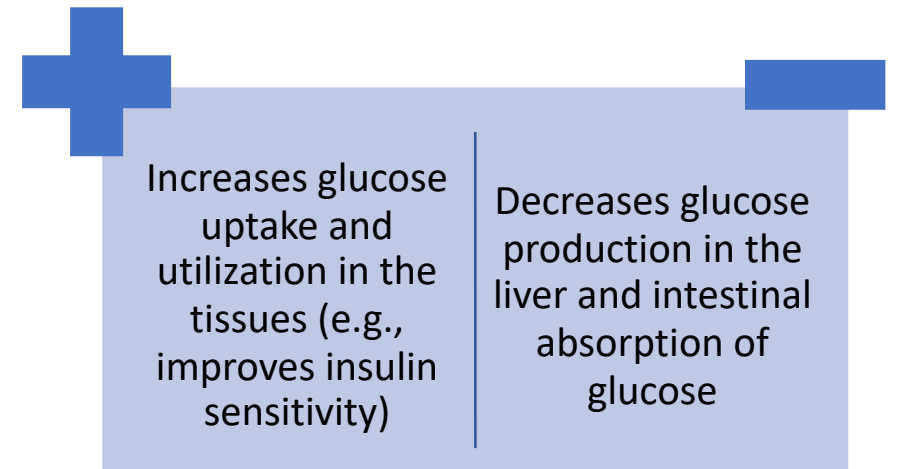 Increases glucose
uptake and
utilization in the
tissues (e.g.,
improves insulin
sensitivity)
Decreases glucose
production in the
liver and intestinal
absorption of
glucose